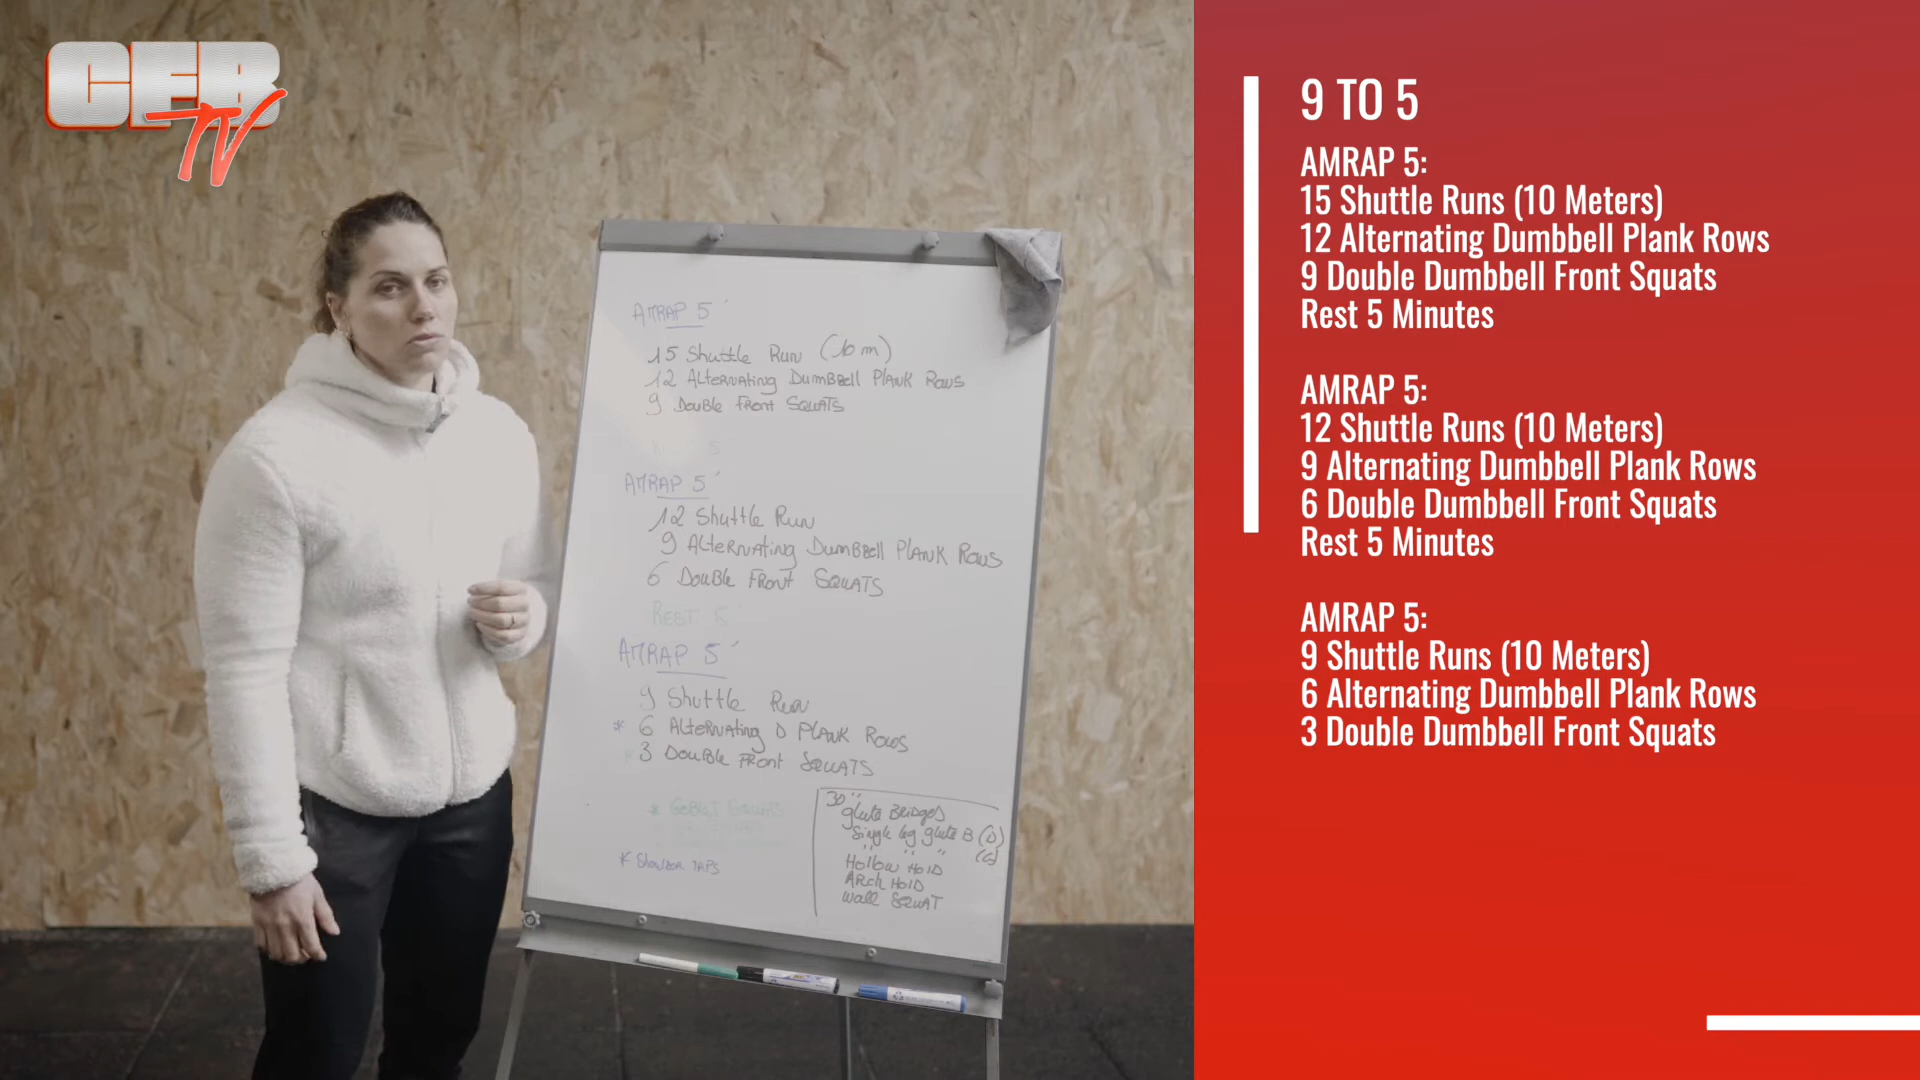 CFB
TV
AMRAP 5'
15 Shuttle Run (10 m)
12 Alternating Dumbbell Plank Rows
9 Double Front Squats
AMRAP 5'
12 Shuttle Run
9 Alternating Dumbbell Plank Rows
6 Double Front Squats
Rest 5'
AMRAP 5'
9 Shuttle Run
* 6 Alternating D Plank Rows
* 3 Double Front Squats
* Goblet Squats
* Shoulder Taps
30"
glute Bridges
Single leg glute B (D)
" " " (G)
Hollow Hold
Arch Hold
Wall Squat
9 TO 5
AMRAP 5:
15 Shuttle Runs (10 Meters)
12 Alternating Dumbbell Plank Rows
9 Double Dumbbell Front Squats
Rest 5 Minutes
AMRAP 5:
12 Shuttle Runs (10 Meters)
9 Alternating Dumbbell Plank Rows
6 Double Dumbbell Front Squats
Rest 5 Minutes
AMRAP 5:
9 Shuttle Runs (10 Meters)
6 Alternating Dumbbell Plank Rows
3 Double Dumbbell Front Squats